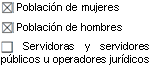 Población de mujeres
Población de hombres
Servidoras y servidores
públicos u operadores jurídicos